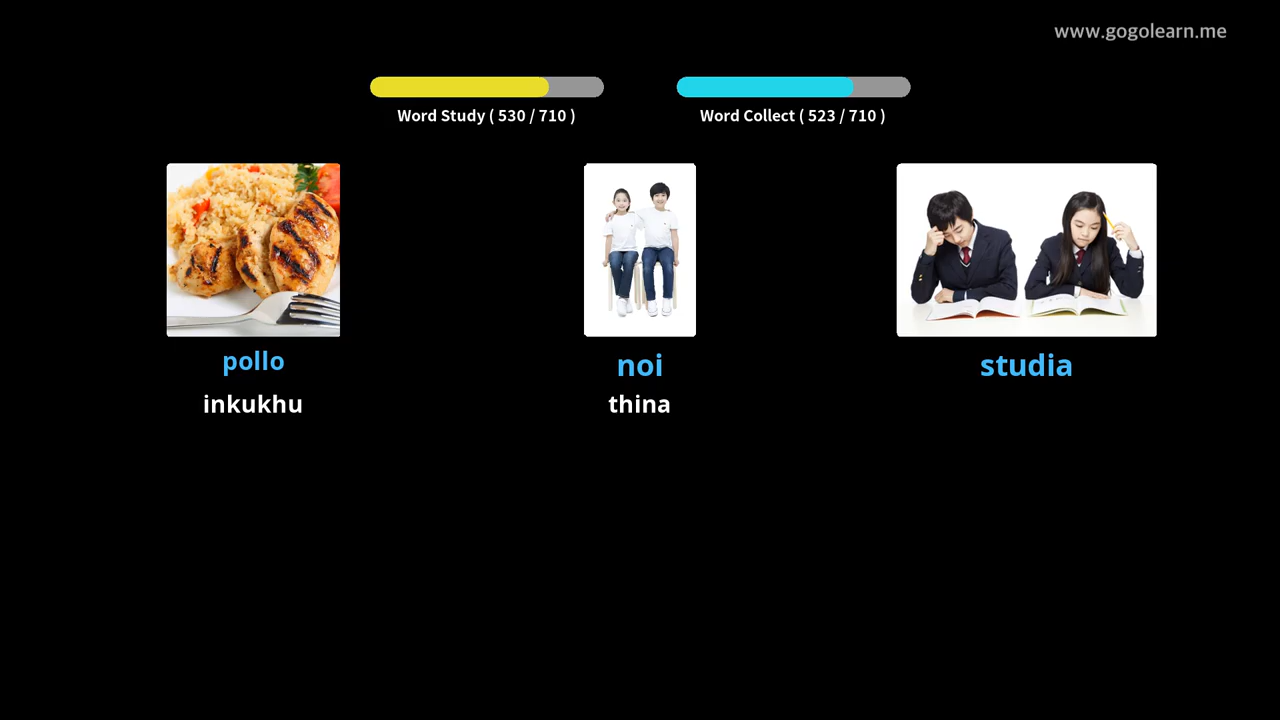 www.gogolearn.me
Word Study ( 530 / 710 )
Word Collect ( 523 / 710 )
pollo
noi
studia
inkukhu
thina